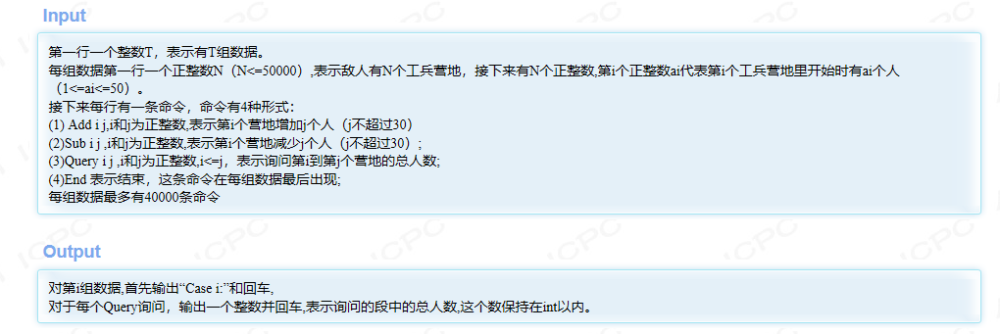 Input
第一行一个整数T，表示有T组数据。
每组数据第一行一个正整数N（N<=50000）,表示敌人有N个工兵营地，接下来有N个正整数,第i个正整数ai代表第i个工兵营地里开始时有ai个人
（1<=ai<=50）。
接下来每行有一条命令，命令有4种形式：
(1) Add i j,i和j为正整数,表示第i个营地增加j个人（j不超过30）
(2)Sub i j ,i和j为正整数,表示第i个营地减少j个人（j不超过30）;
(3)Query i j ,i和j为正整数,i<=j，表示询问第i到第j个营地的总人数;
(4)End 表示结束，这条命令在每组数据最后出现;
每组数据最多有40000条命令
Output
对第i组数据,首先输出“Case i:”和回车,
对于每个Query询问，输出一个整数并回车,表示询问的段中的总人数,这个数保持在int以内。